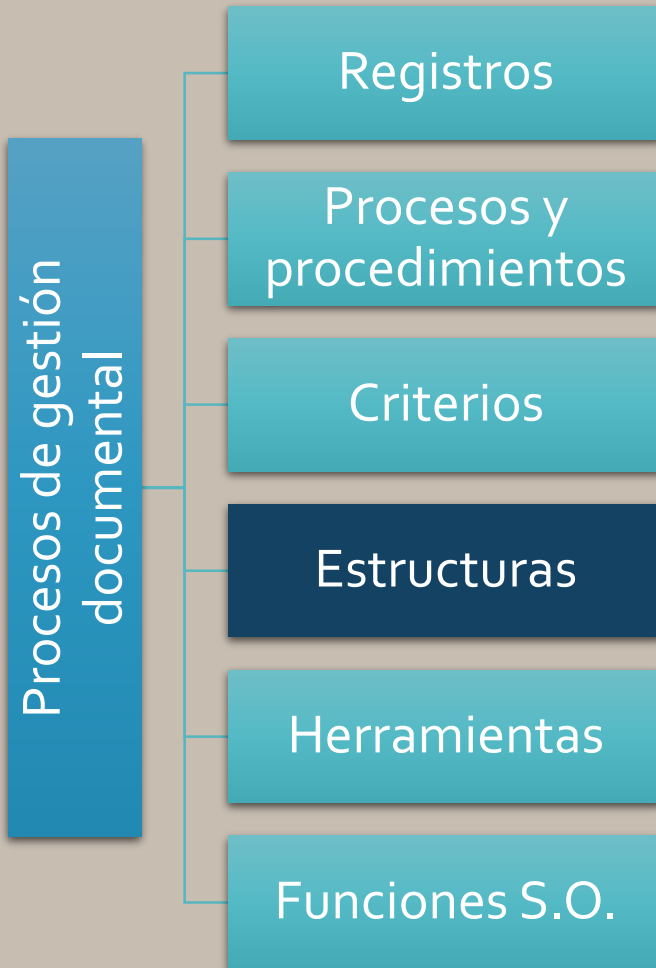 Procesos de gestión
documental
Registros
Procesos y
procedimientos
Criterios
Estructuras
Herramientas
Funciones S.O.